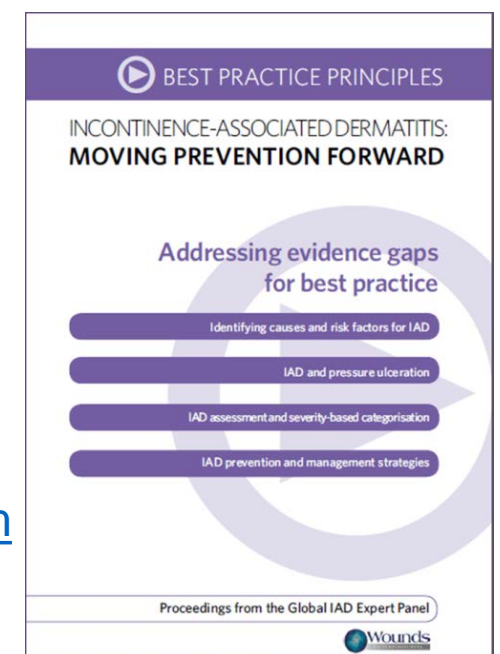 BEST PRACTICE PRINCIPLES
INCONTINENCE-ASSOCIATED DERMATITIS:
MOVING PREVENTION FORWARD
Addressing evidence gaps
for best practice
Identifying causes and risk factors for IAD
IAD and pressure ulceration
IAD assessment and severity-based categorisation
IAD prevention and management strategies
n
Proceedings from the Global IAD Expert Panel
Wounds